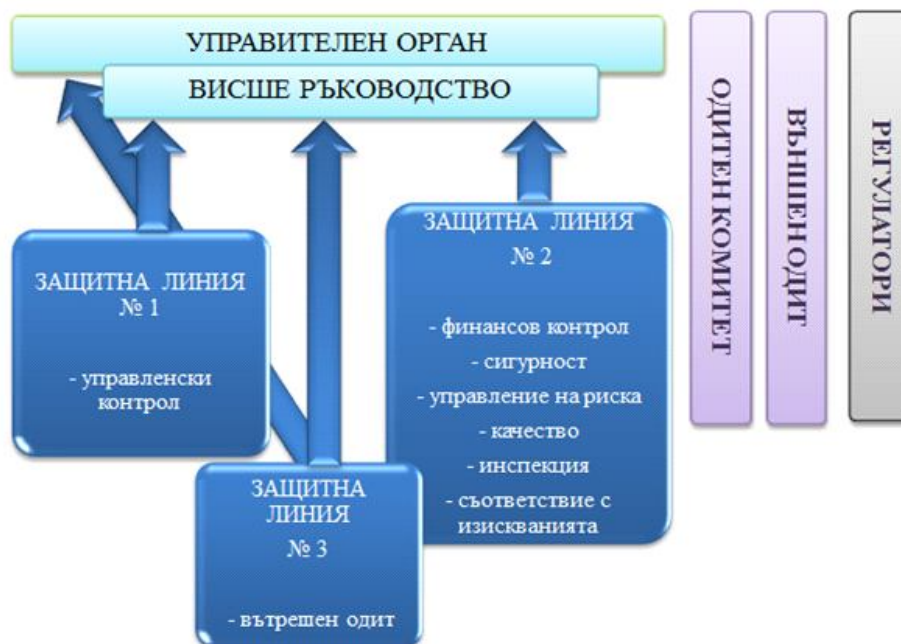 УПРАВИТЕЛЕН ОРГАН
ВИСШЕ РЪКОВОДСТВО
ЗАЩИТНА ЛИНИЯ
№ 1
- управленски
контрол
ЗАЩИТНА
ЛИНИЯ
№ 3
- вътрешен одит
ЗАЩИТНА ЛИНИЯ
№ 2
- финансов контрол
- сигурност
- управление на риска
- качество
- инспекция
- съответствие с
изискванията
ОДИТЕН КОМИТЕТ
ВЪНШЕН ОДИТ
РЕГУЛАТОРИ